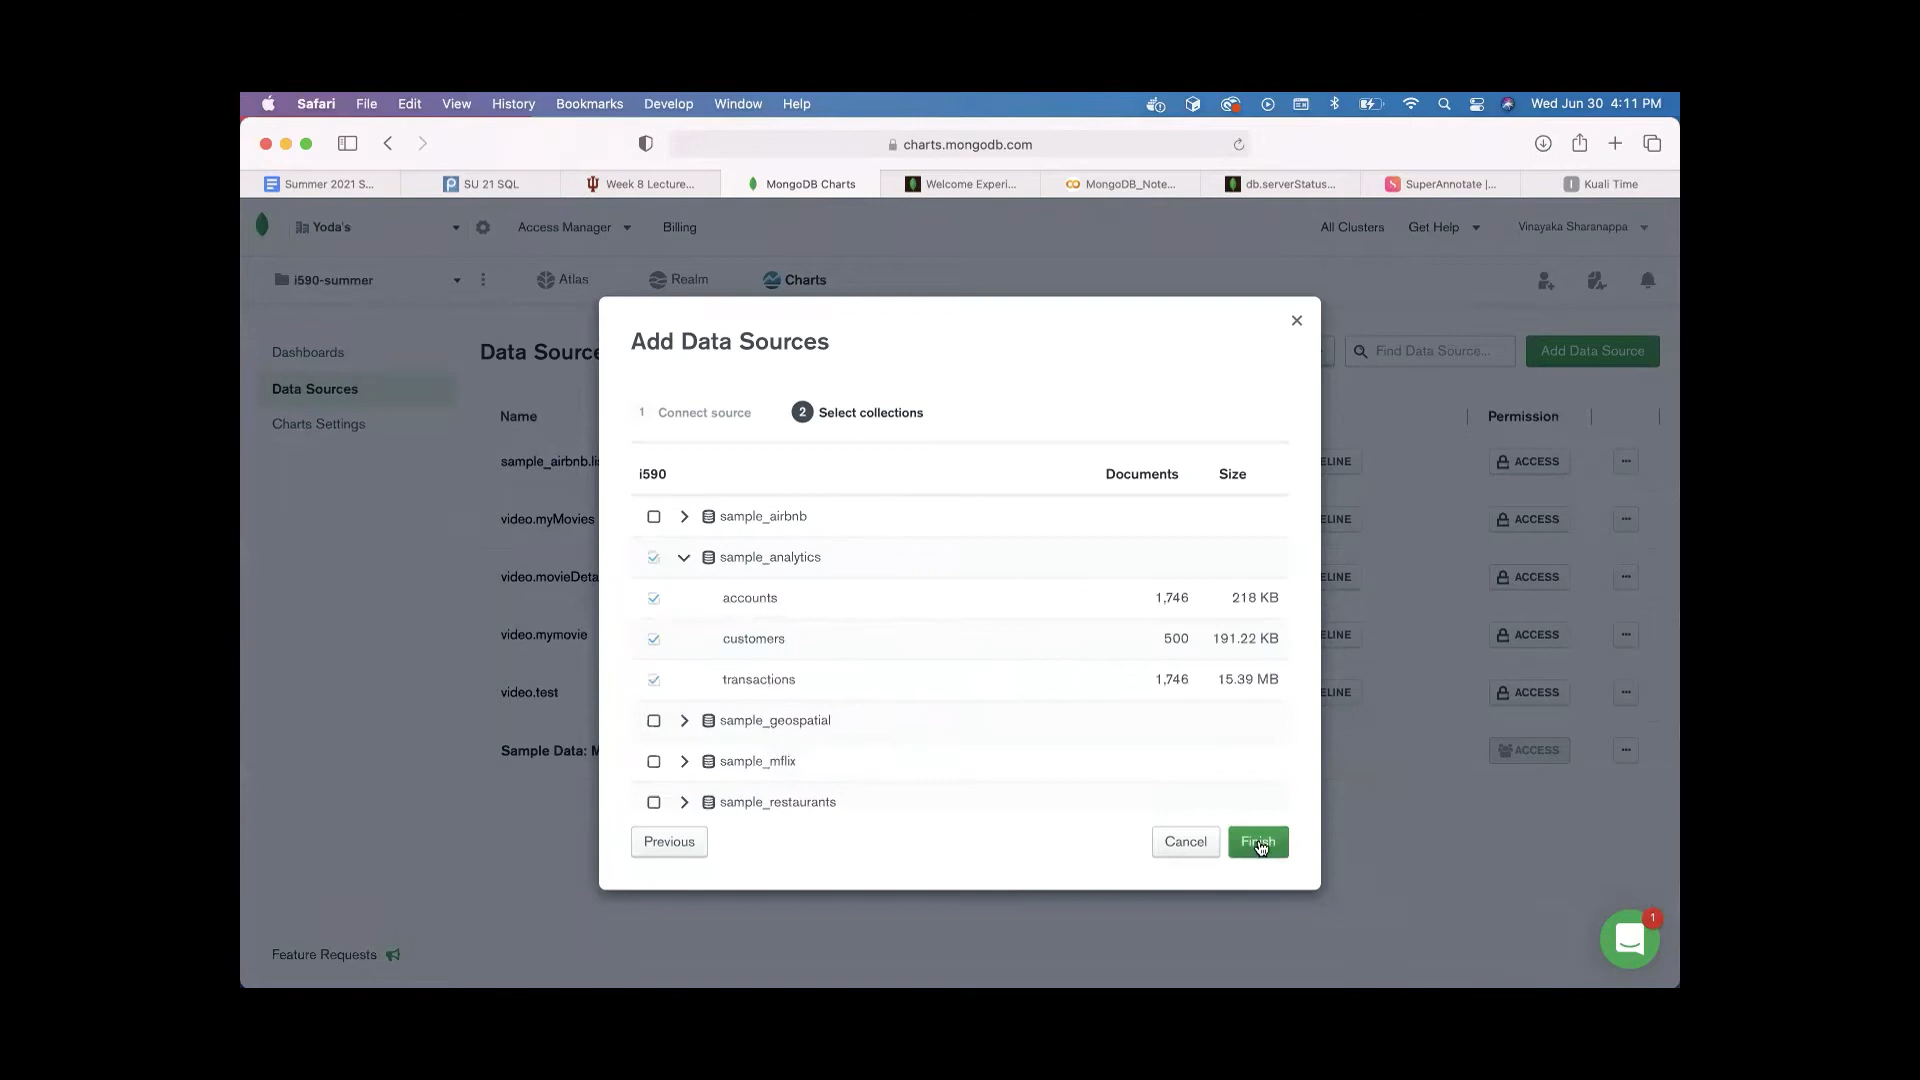 Safari File Edit View History Bookmarks Develop Window Help Wed Jun 30 4:11 PM
charts.mongodb.com
Summer 2021 S... SU 21 SQL Week 8 Lecture... MongoDB Charts Welcome Experi... MongoDB_Note... db.serverStatus... SuperAnnotate |... Kuali Time
Yoda's Access Manager Billing All Clusters Get Help Vinayaka Sharanappa
i590-summer Atlas Realm Charts
Add Data Sources
Dashboards Data Source Find Data Source... Add Data Source
Data Sources
1 Connect source 2 Select collections
Charts Settings Name Permission
sample_airbnb.lis ELINE ACCESS
i590 Documents Size
sample_airbnb
video.myMovies ELINE ACCESS
sample_analytics
video.movieDeta ELINE ACCESS
accounts 1,746 218 KB
video.mymovie ELINE ACCESS
customers 500 191.22 KB
transactions 1,746 15.39 MB
video.test ELINE ACCESS
sample_geospatial
Sample Data: M ACCESS
sample_mflix
sample_restaurants
Previous Cancel Finish
1
Feature Requests